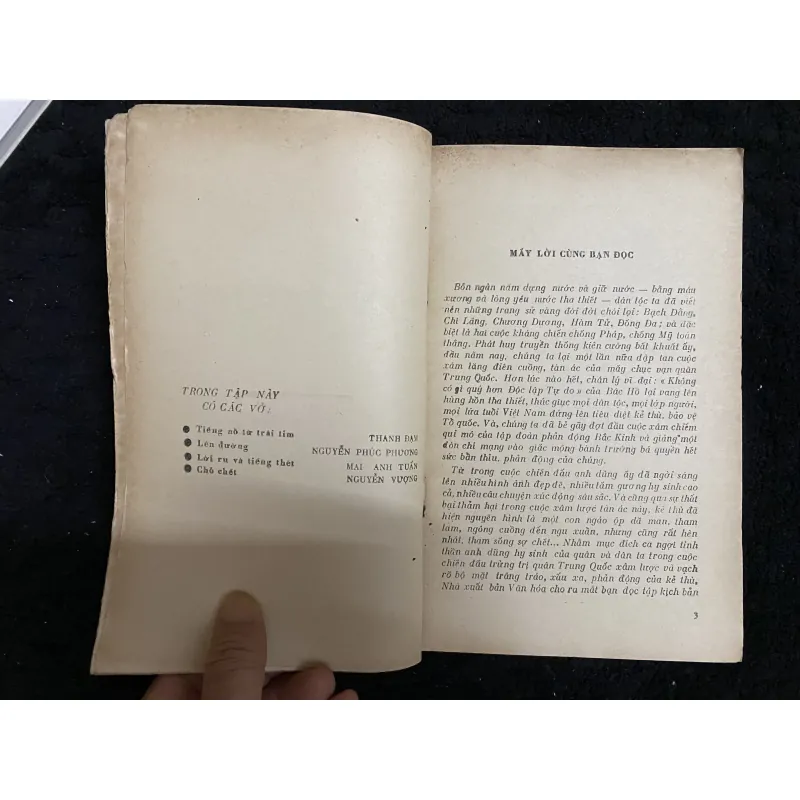 TRONG TẬP NÀY
CÓ CÁC VỞ:
● Tiếng nổ từ trái tim THANH ĐẠM
● Lên đường NGUYỄN PHÚC PHƯƠNG
● Lời ru và tiếng thét MAI ANH TUẤN
● Chó chết NGUYỄN VƯỢNG
MẤY LỜI CÙNG BẠN ĐỌC
Bốn ngàn năm dựng nước và giữ nước — bằng máu
xương và lòng yêu nước tha thiết — dân tộc ta đã viết
nên những trang sử vàng đời đời chói lọi: Bạch Đằng,
Chi Lăng, Chương Dương, Hàm Tử, Đống Đa; và đặc
biệt là hai cuộc kháng chiến chống Pháp, chống Mỹ toàn
thắng. Phát huy truyền thống kiên cường bất khuất ấy,
đầu năm nay, chúng ta lại một lần nữa đập tan cuộc
xâm lăng điên cuồng, tàn ác của mấy chục vạn quân
Trung Quốc. Hơn lúc nào hết, chân lý vĩ đại: « Không
có gì quý hơn Độc lập Tự do » của Bác Hồ lại vang lên
hùng hồn tha thiết, thúc giục mọi dân tộc, mọi lớp người,
mọi lứa tuổi Việt Nam đứng lên tiêu diệt kẻ thù, bảo vệ
Tổ quốc. Và, chúng ta đã bẻ gãy đợt đầu cuộc xâm chiếm
qui mô của tập đoàn phản động Bắc Kinh và giáng một
đòn chí mạng vào giấc mộng bành trướng bá quyền hết
sức bẩn thỉu, phản động của chúng.
Từ trong cuộc chiến đấu anh dũng ấy đã ngời sáng
lên nhiều hình ảnh đẹp đẽ, nhiều tấm gương hy sinh cao
cả, nhiều câu chuyện xúc động sâu sắc. Và cũng qua sự thất
bại thảm hại trong cuộc xâm lược tàn ác này, kẻ thù đã
hiện nguyên hình là một con ngáo ộp dã man, tham
lam, ngông cuồng đến ngu xuẩn, nhưng cũng rất hèn
nhát, tham sống sợ chết... Nhằm mục đích ca ngợi tinh
thần anh dũng hy sinh của quân và dân ta trong cuộc
chiến đấu trừng trị quân Trung Quốc xâm lược và vạch
rõ bộ mặt trâng tráo, xấu xa, phản động của kẻ thù,
Nhà xuất bản Văn hóa cho ra mắt bạn đọc tập kịch bản
3